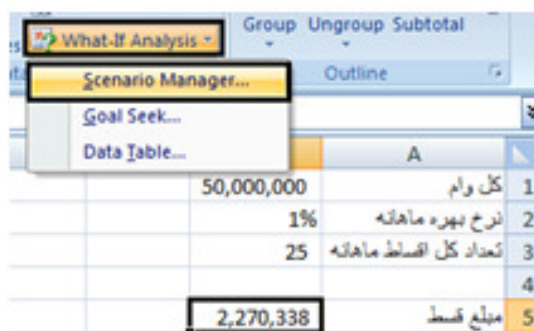 Group Ungroup Subtotal
What-If Analysis
Outline
Scenario Manager...
Goal Seek...
Data Table...
A
1 کل وام 50,000,000
2 نرخ بهره ماهانه 1%
3 تعداد کل اقساط ماهانه 25
4
5 مبلغ قسط 2,270,338